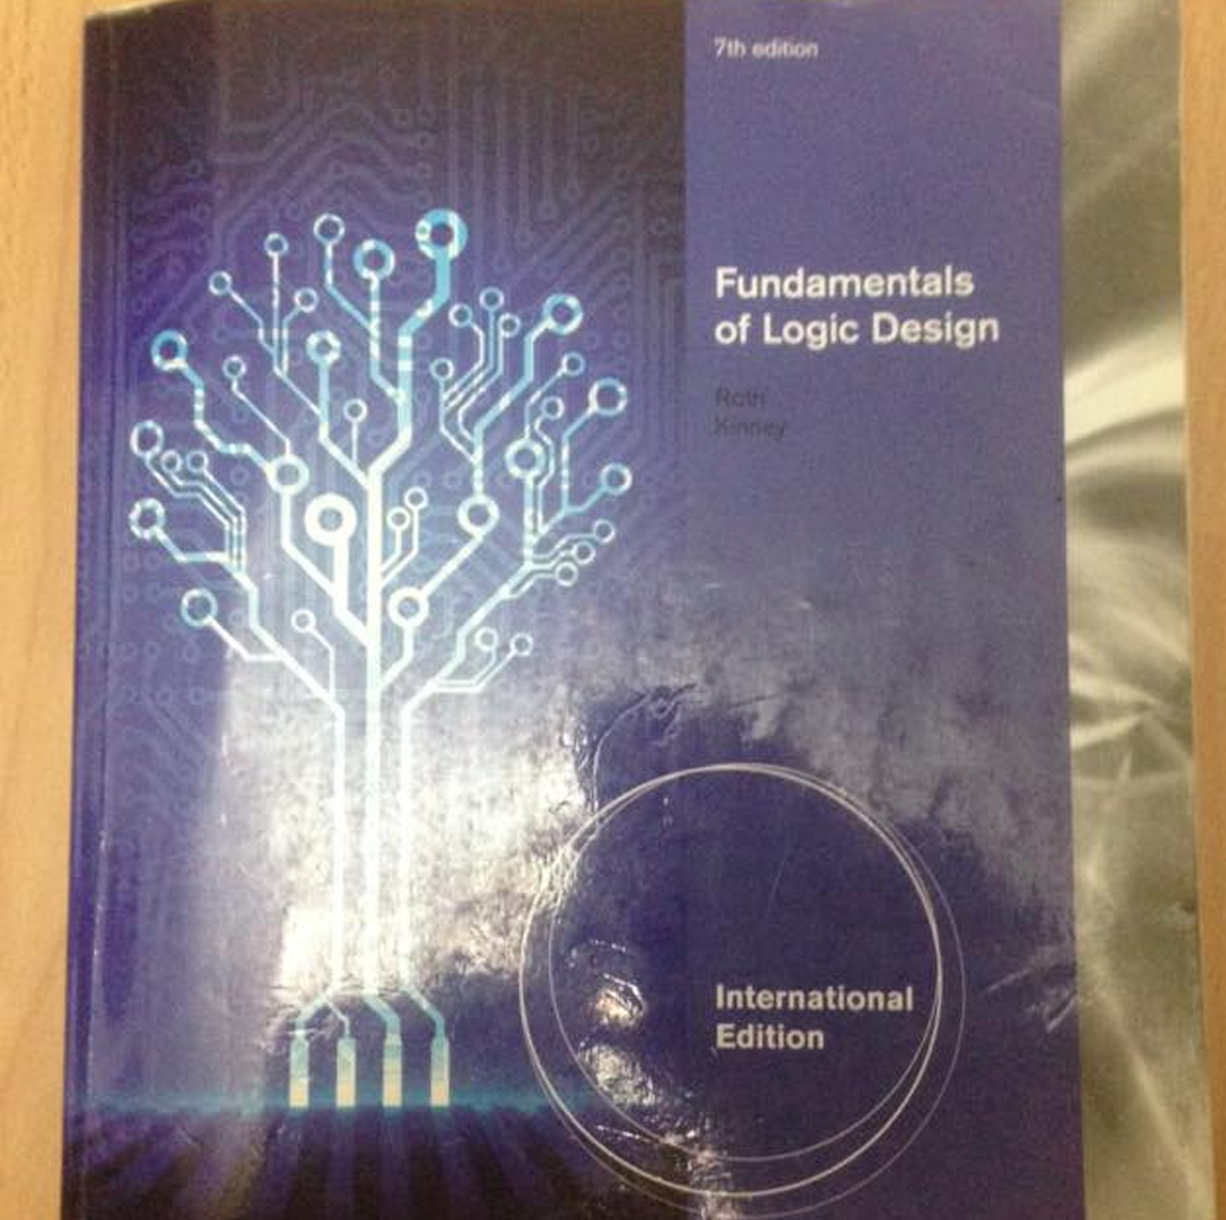 7th edition
Fundamentals
of Logic Design
Roth
Kinney
International
Edition